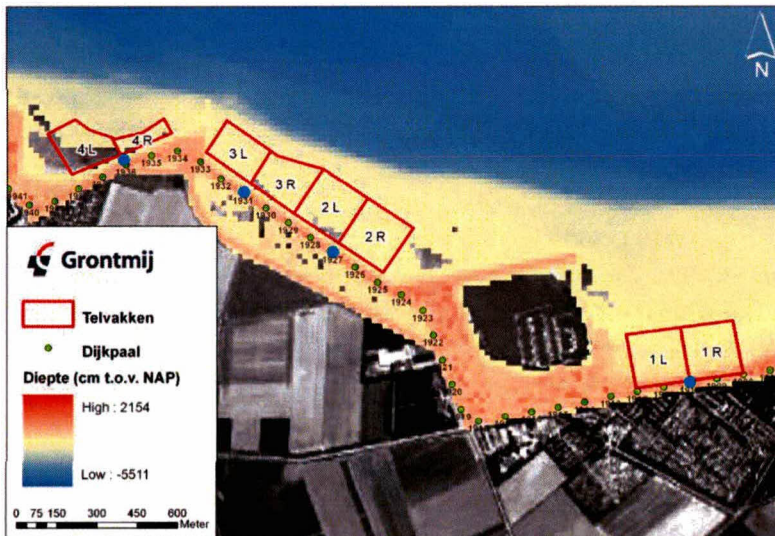 N
4 L
4 R
3 L
3 R
2 L
2 R
1 L
1 R
1935
1934
1933
1932
1931
1930
1929
1928
1927
1926
1925
1924
1923
1922
941
940
Grontmij
Telvakken
Dijkpaal
Diepte (cm t.o.v. NAP)
High : 2154
Low : -5511
0 75 150 300 450 600
Meter